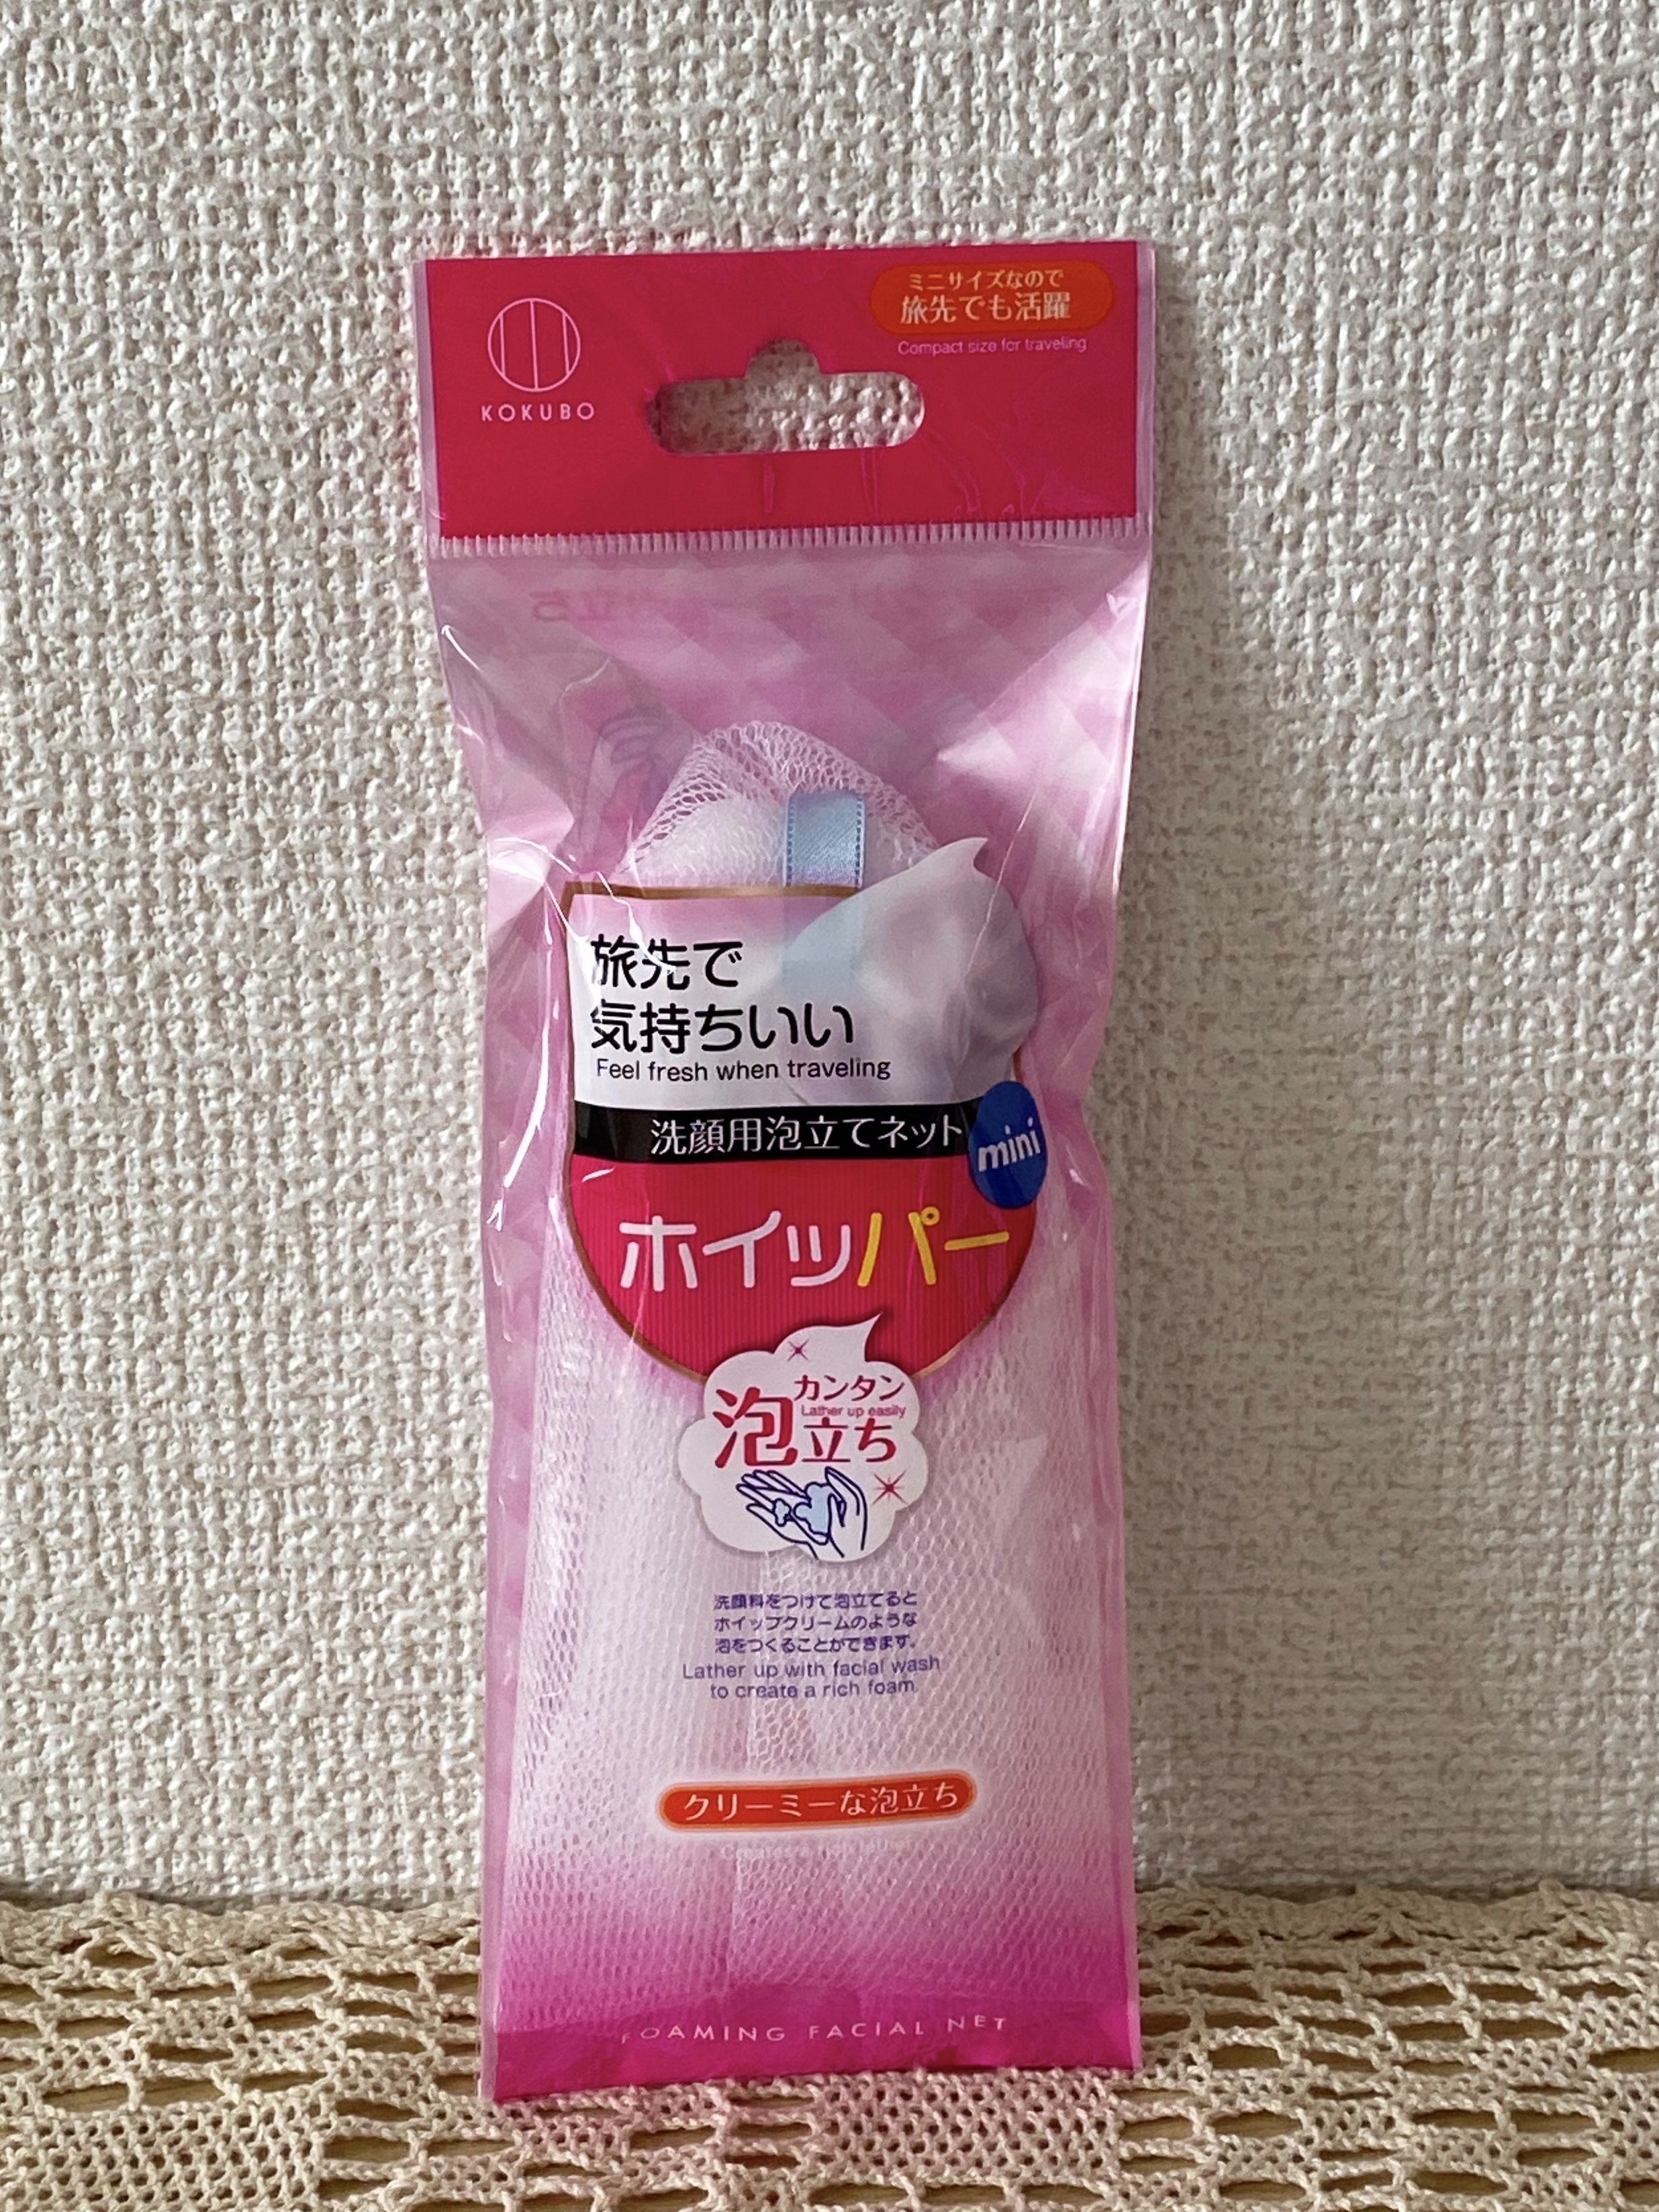 KOKUBO
ミニサイズなので
旅先でも活躍
Compact size for traveling
旅先で
気持ちいい
Feel fresh when traveling
洗顔用泡立てネット
mini
ホイッパー
カンタン
Lather up easily
泡立ち
洗顔料をつけて泡立てると
ホイップクリームのような
泡をつくることができます。
Lather up with facial wash
to create a rich foam.
クリーミーな泡立ち
Creates a rich lather
FOAMING FACIAL NET